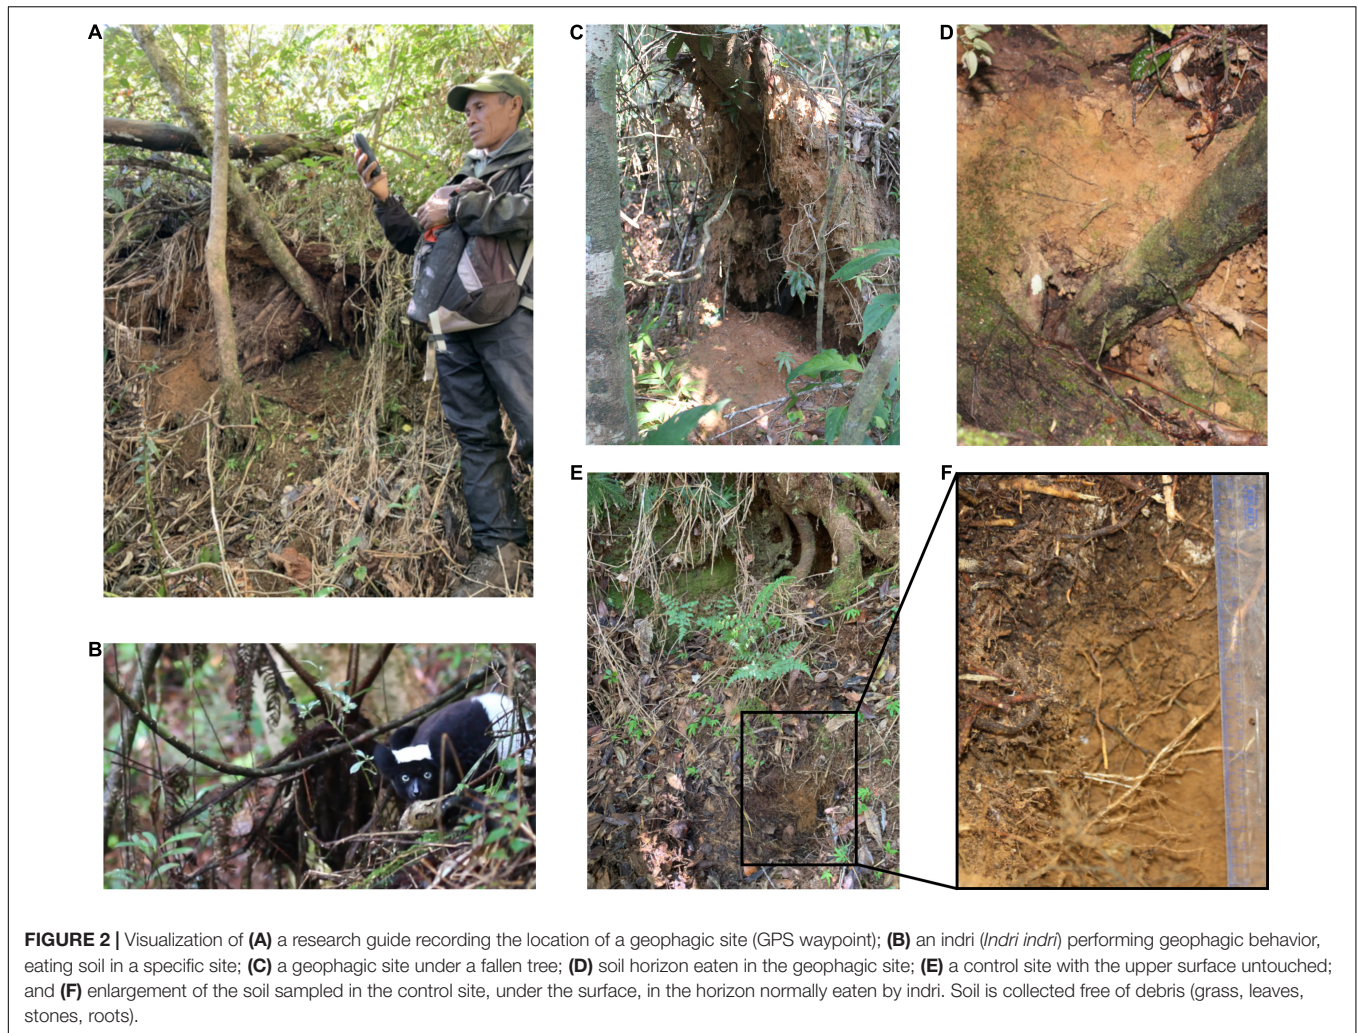 A
C
D
E
F
B
FIGURE 2 | Visualization of (A) a research guide recording the location of a geophagic site (GPS waypoint); (B) an indri (Indri indri) performing geophagic behavior,
eating soil in a specific site; (C) a geophagic site under a fallen tree; (D) soil horizon eaten in the geophagic site; (E) a control site with the upper surface untouched;
and (F) enlargement of the soil sampled in the control site, under the surface, in the horizon normally eaten by indri. Soil is collected free of debris (grass, leaves,
stones, roots).